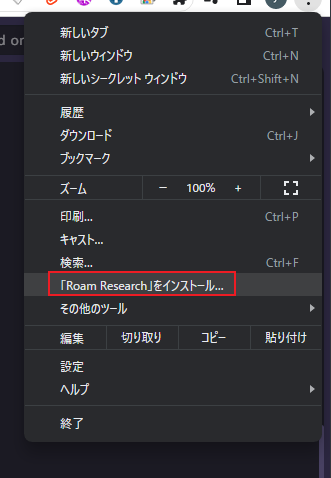 d or
新しいタブ Ctrl+T
新しいウィンドウ Ctrl+N
新しいシークレット ウィンドウ Ctrl+Shift+N
履歴
ダウンロード Ctrl+J
ブックマーク
ズーム − 100% +
印刷... Ctrl+P
キャスト...
検索... Ctrl+F
「Roam Research」をインストール...
その他のツール
編集 切り取り コピー 貼り付け
設定
ヘルプ
終了